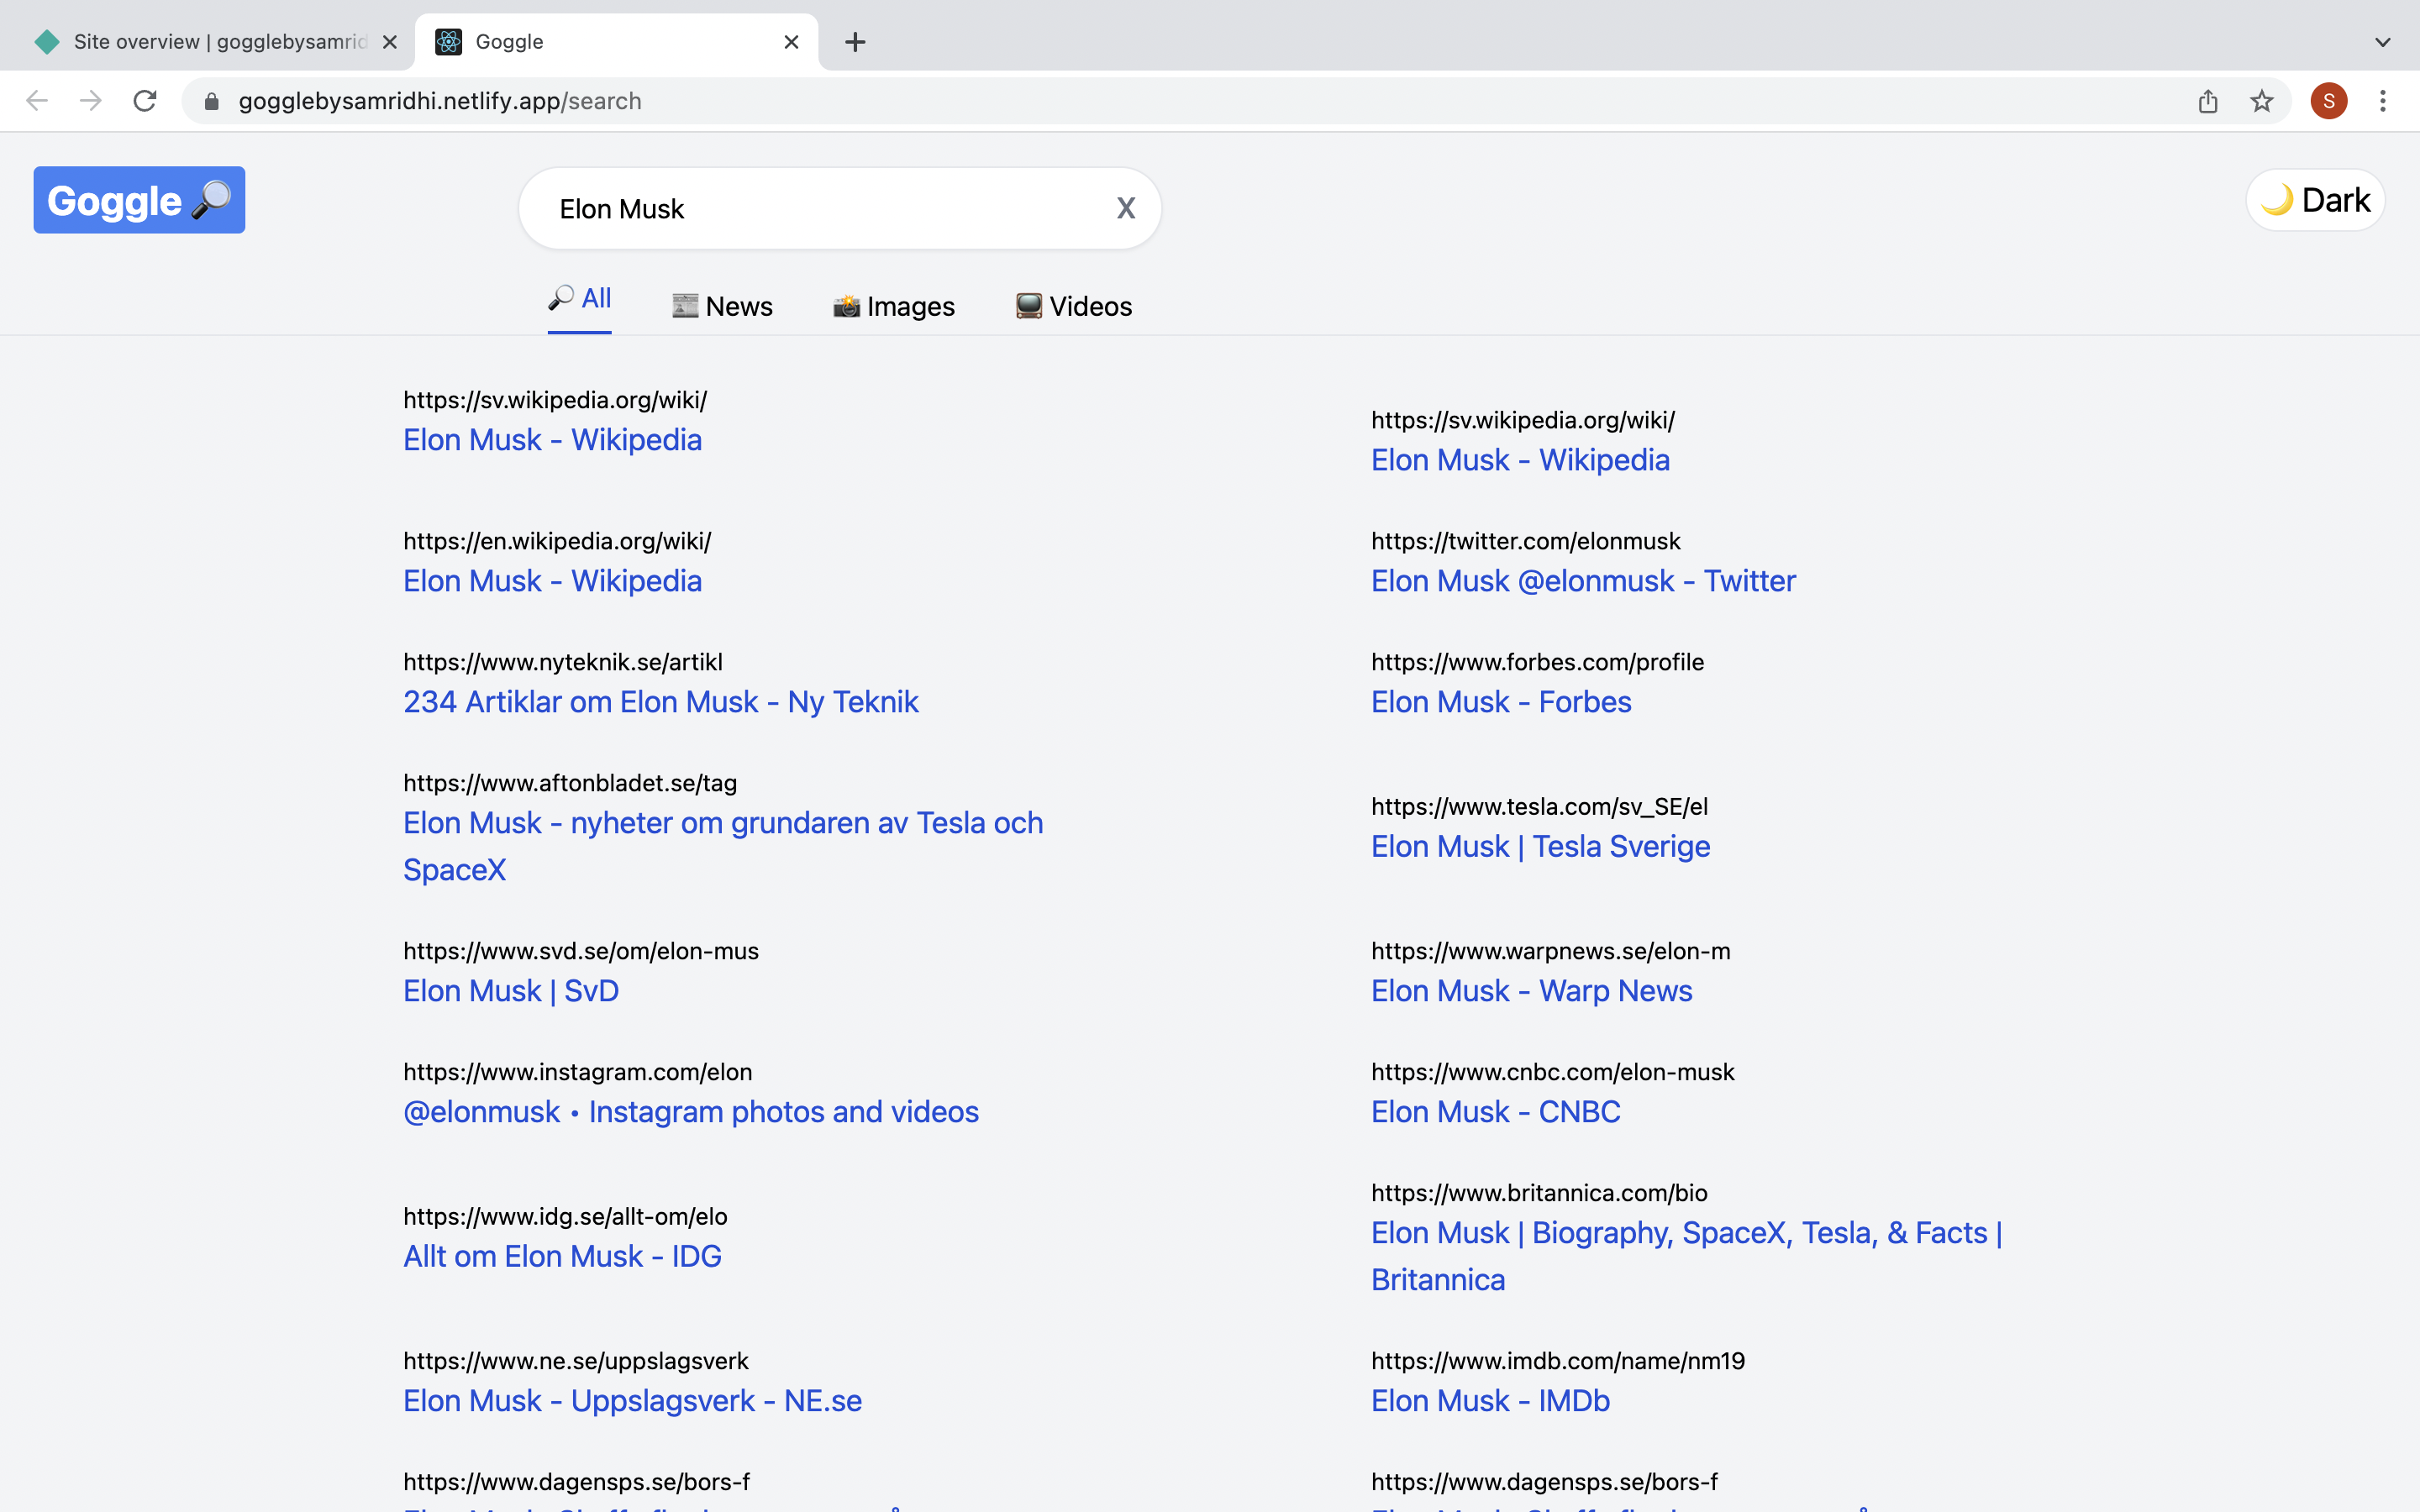 Site overview | gogglebysamrid
Goggle
gogglebysamridhi.netlify.app/search
S
Goggle
Elon Musk
X
Dark
All
News
Images
Videos
https://sv.wikipedia.org/wiki/
Elon Musk - Wikipedia
https://sv.wikipedia.org/wiki/
Elon Musk - Wikipedia
https://en.wikipedia.org/wiki/
Elon Musk - Wikipedia
https://twitter.com/elonmusk
Elon Musk @elonmusk - Twitter
https://www.nyteknik.se/artikl
234 Artiklar om Elon Musk - Ny Teknik
https://www.forbes.com/profile
Elon Musk - Forbes
https://www.aftonbladet.se/tag
Elon Musk - nyheter om grundaren av Tesla och
SpaceX
https://www.tesla.com/sv_SE/el
Elon Musk | Tesla Sverige
https://www.svd.se/om/elon-mus
Elon Musk | SvD
https://www.warpnews.se/elon-m
Elon Musk - Warp News
https://www.instagram.com/elon
@elonmusk • Instagram photos and videos
https://www.cnbc.com/elon-musk
Elon Musk - CNBC
https://www.idg.se/allt-om/elo
Allt om Elon Musk - IDG
https://www.britannica.com/bio
Elon Musk | Biography, SpaceX, Tesla, & Facts |
Britannica
https://www.ne.se/uppslagsverk
Elon Musk - Uppslagsverk - NE.se
https://www.imdb.com/name/nm19
Elon Musk - IMDb
https://www.dagensps.se/bors-f
https://www.dagensps.se/bors-f